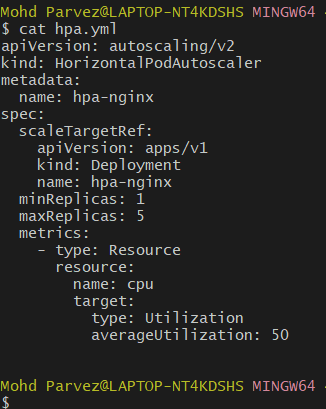 Mohd Parvez@LAPTOP-NT4KDSHS MINGW64
$ cat hpa.yml
apiVersion: autoscaling/v2
kind: HorizontalPodAutoscaler
metadata:
  name: hpa-nginx
spec:
  scaleTargetRef:
    apiVersion: apps/v1
    kind: Deployment
    name: hpa-nginx
  minReplicas: 1
  maxReplicas: 5
  metrics:
    - type: Resource
      resource:
        name: cpu
        target:
          type: Utilization
          averageUtilization: 50
Mohd Parvez@LAPTOP-NT4KDSHS MINGW64
$